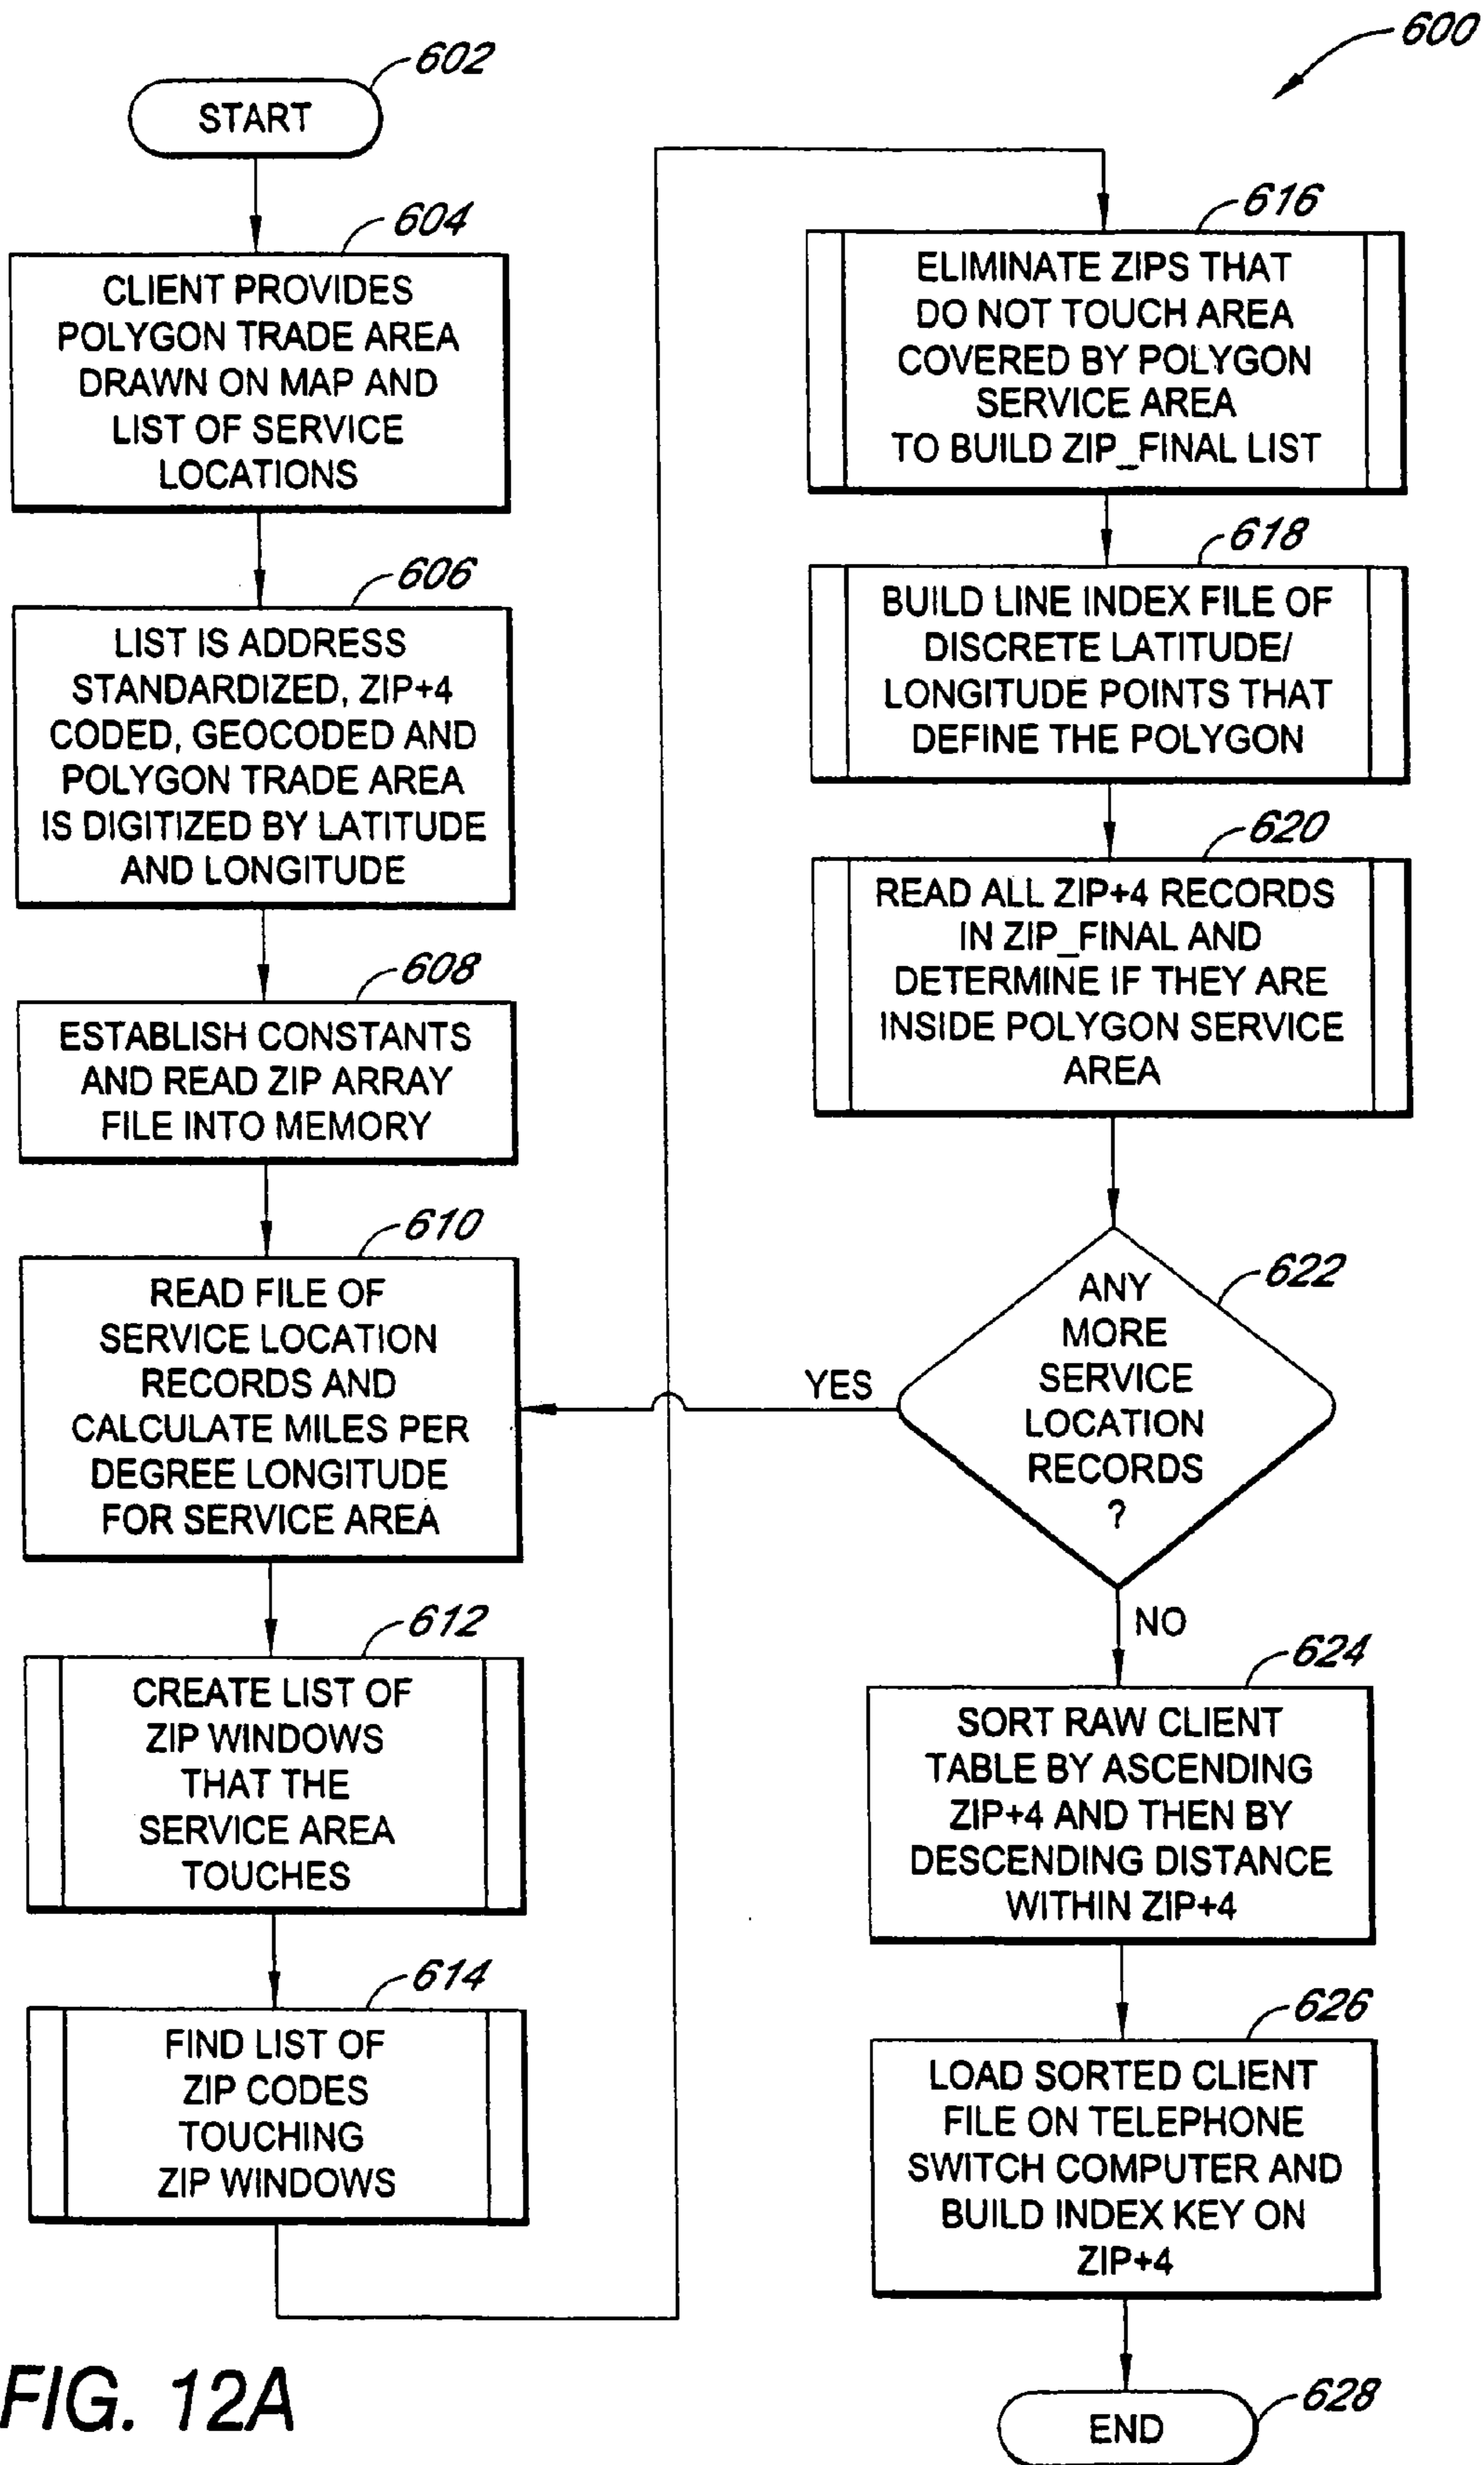 600
602
START
604
CLIENT PROVIDES
POLYGON TRADE AREA
DRAWN ON MAP AND
LIST OF SERVICE
LOCATIONS
606
LIST IS ADDRESS
STANDARDIZED, ZIP+4
CODED, GEOCODED AND
POLYGON TRADE AREA
IS DIGITIZED BY LATITUDE
AND LONGITUDE
608
ESTABLISH CONSTANTS
AND READ ZIP ARRAY
FILE INTO MEMORY
610
READ FILE OF
SERVICE LOCATION
RECORDS AND
CALCULATE MILES PER
DEGREE LONGITUDE
FOR SERVICE AREA
612
CREATE LIST OF
ZIP WINDOWS
THAT THE
SERVICE AREA
TOUCHES
614
FIND LIST OF
ZIP CODES
TOUCHING
ZIP WINDOWS
616
ELIMINATE ZIPS THAT
DO NOT TOUCH AREA
COVERED BY POLYGON
SERVICE AREA
TO BUILD ZIP_FINAL LIST
618
BUILD LINE INDEX FILE OF
DISCRETE LATITUDE/
LONGITUDE POINTS THAT
DEFINE THE POLYGON
620
READ ALL ZIP+4 RECORDS
IN ZIP_FINAL AND
DETERMINE IF THEY ARE
INSIDE POLYGON SERVICE
AREA
622
ANY
MORE
SERVICE
LOCATION
RECORDS
?
YES
NO
624
SORT RAW CLIENT
TABLE BY ASCENDING
ZIP+4 AND THEN BY
DESCENDING DISTANCE
WITHIN ZIP+4
626
LOAD SORTED CLIENT
FILE ON TELEPHONE
SWITCH COMPUTER AND
BUILD INDEX KEY ON
ZIP+4
628
END
FIG. 12A